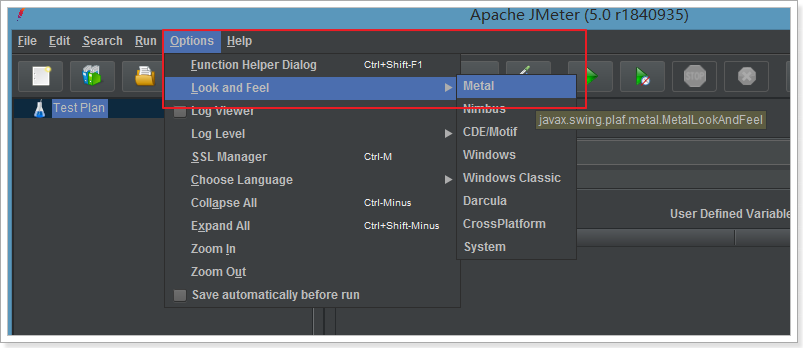 Apache JMeter (5.0 r1840935)
File Edit Search Run Options Help
Function Helper Dialog Ctrl+Shift-F1
Look and Feel
Log Viewer
Log Level
SSL Manager Ctrl-M
Choose Language
Collapse All Ctrl-Minus
Expand All Ctrl+Shift-Minus
Zoom In
Zoom Out
Save automatically before run
Metal
Nimbus
CDE/Motif
Windows
Windows Classic
Darcula
CrossPlatform
System
javax.swing.plaf.metal.MetalLookAndFeel
Test Plan
STOP
User Defined Variable